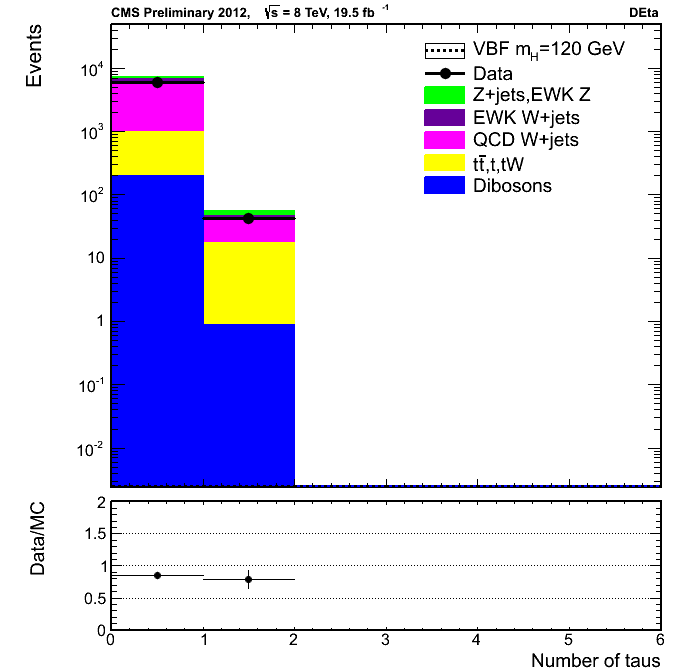 CMS Preliminary 2012, √s = 8 TeV, 19.5 fb⁻¹ DEta
Events
VBF m_H=120 GeV
Data
Z+jets,EWK Z
EWK W+jets
QCD W+jets
tt̅,t,tW
Dibosons
10⁴
10³
10²
10
1
10⁻¹
10⁻²
Data/MC
2
1.5
1
0.5
0
0 1 2 3 4 5 6
Number of taus